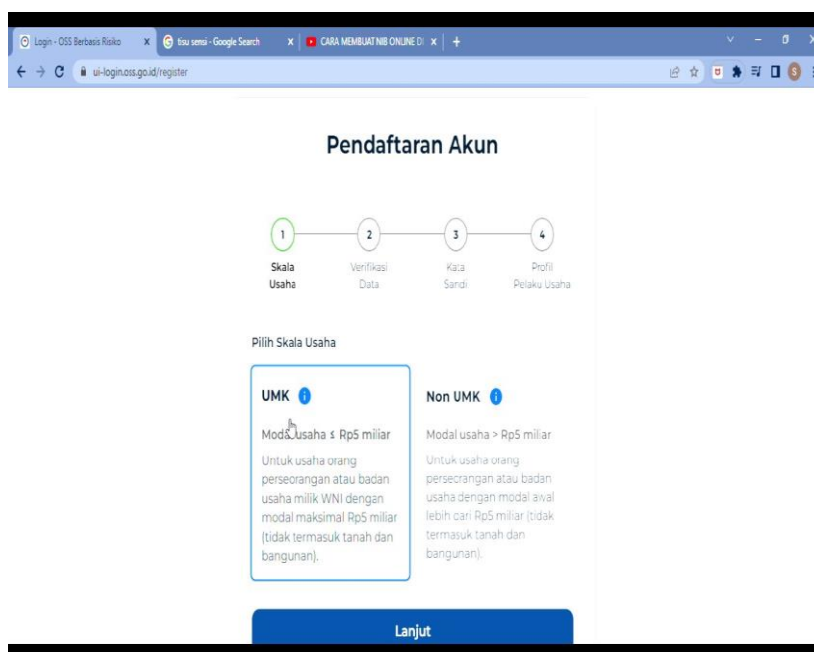 Login - OSS Berbasis Risiko
tisu sensi - Google Search
CARA MEMBUAT NIB ONLINE DI
ui-login.oss.go.id/register
Pendaftaran Akun
1
2
3
4
Skala
Usaha
Verifikasi
Data
Kata
Sandi
Profil
Pelaku Usaha
Pilih Skala Usaha
UMK
Modal usaha ≤ Rp5 miliar
Untuk usaha orang
perseorangan atau badan
usaha milik WNI dengan
modal maksimal Rp5 miliar
(tidak termasuk tanah dan
bangunan).
Non UMK
Modal usaha > Rp5 miliar
Untuk usaha orang
perseorangan atau badan
usaha dengan modal awal
lebih dari Rp5 miliar (tidak
termasuk tanah dan
bangunan).
Lanjut
S